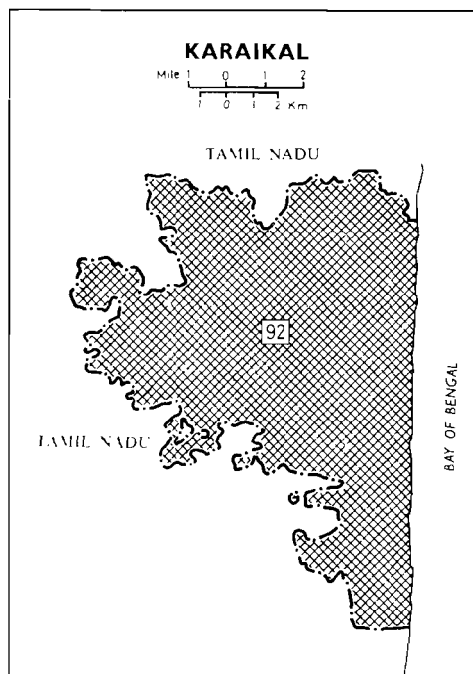 KARAIKAL
Mile 1 0 1 2
1 0 1 2 Km
TAMIL NADU
92
BAY OF BENGAL
TAMIL NADU